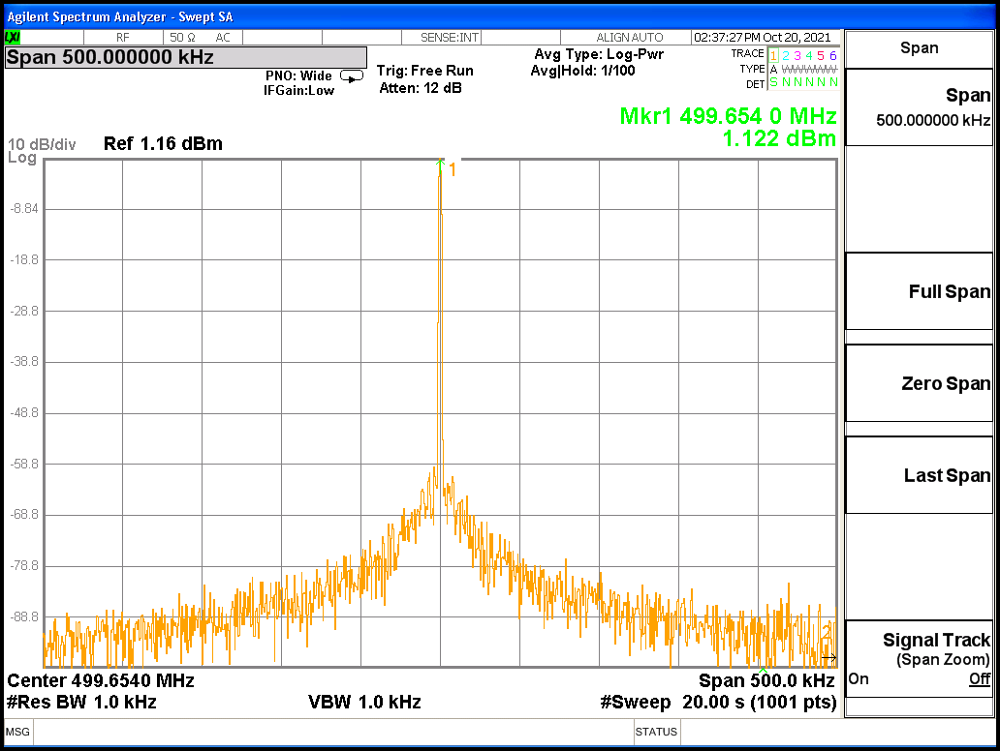 Agilent Spectrum Analyzer - Swept SA
LXI RF 50 Ω AC SENSE:INT ALIGN AUTO 02:37:27 PM Oct 20, 2021
Span 500.000000 kHz
PNO: Wide
IFGain:Low
Trig: Free Run
Atten: 12 dB
Avg Type: Log-Pwr
Avg|Hold: 1/100
TRACE 1 2 3 4 5 6
TYPE A WWWWW
DET S N N N N N
Mkr1 499.654 0 MHz
1.122 dBm
10 dB/div
Log
Ref 1.16 dBm
1
-8.84
-18.8
-28.8
-38.8
-48.8
-58.8
-68.8
-78.8
-88.8
2
Center 499.6540 MHz
Span 500.0 kHz
#Res BW 1.0 kHz
VBW 1.0 kHz
#Sweep 20.00 s (1001 pts)
MSG
STATUS
Span
Span
500.000000 kHz
Full Span
Zero Span
Last Span
Signal Track
(Span Zoom)
On Off